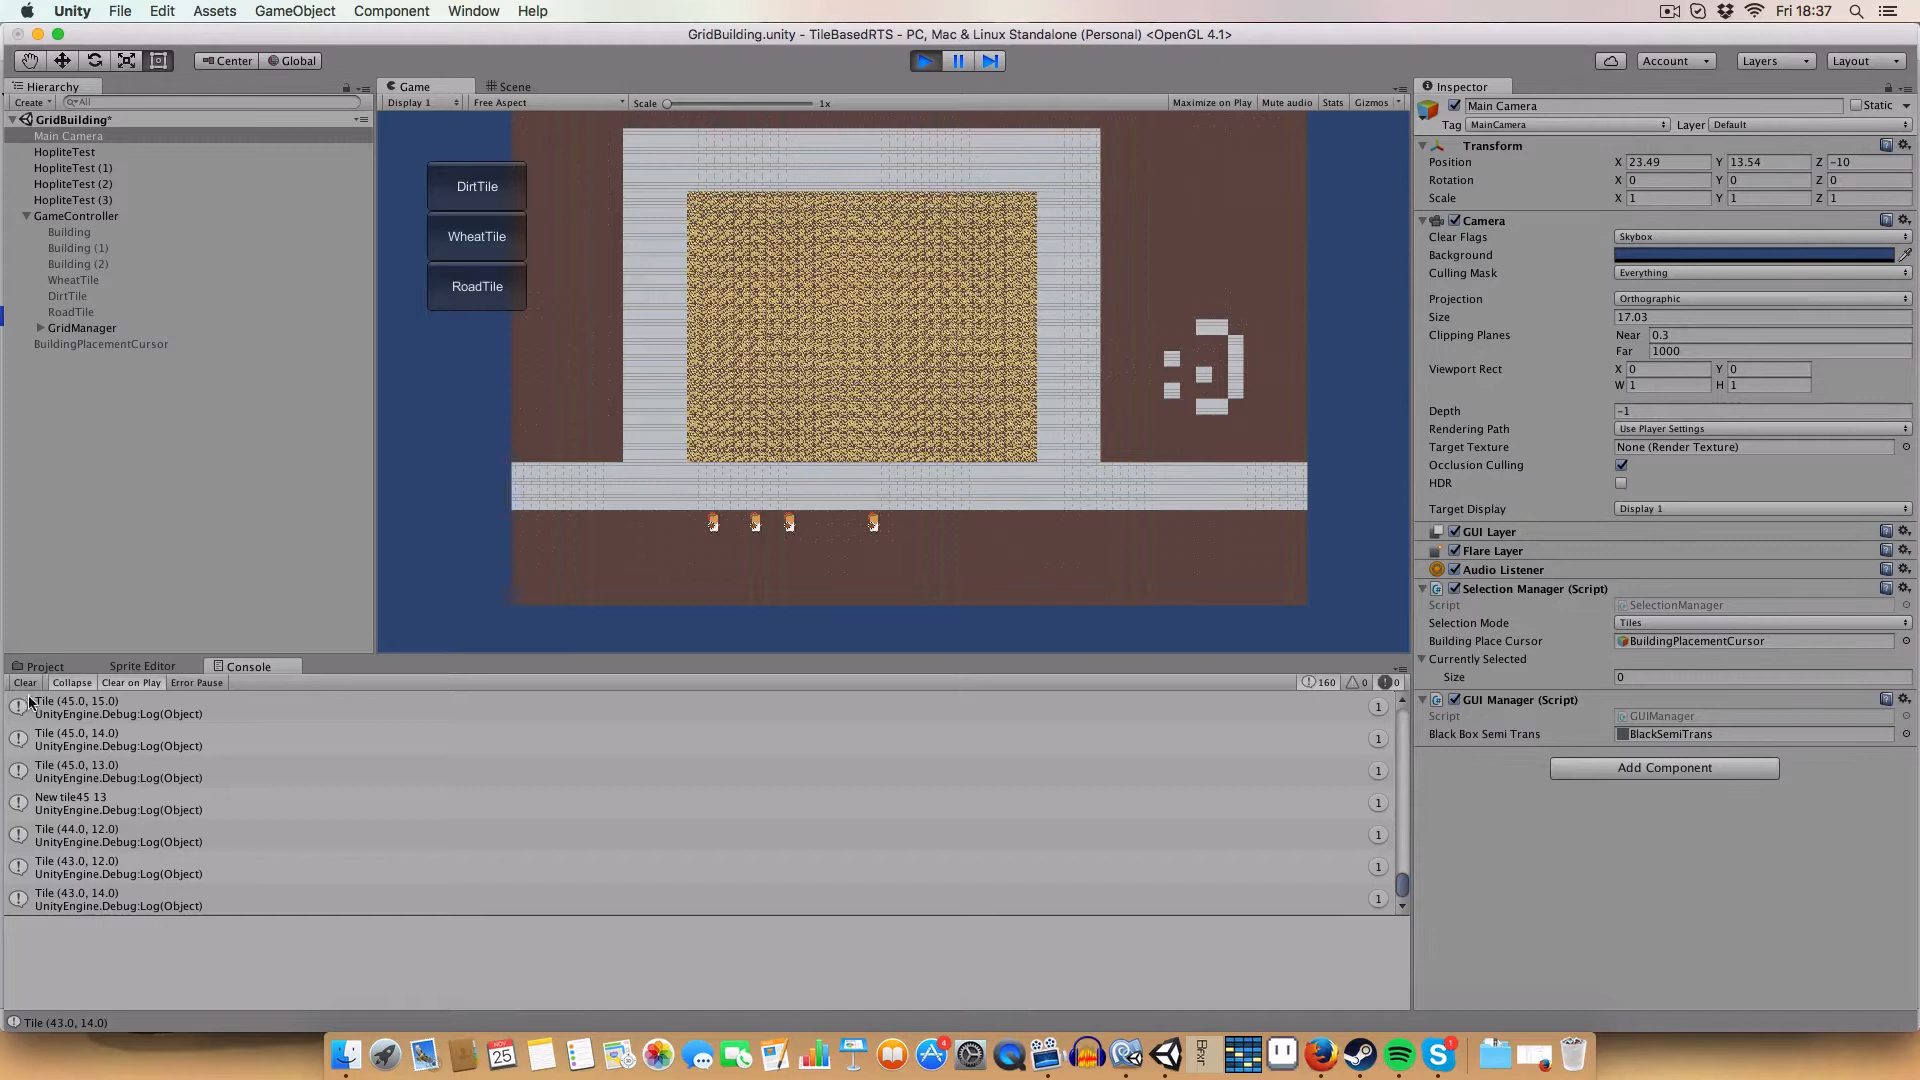 Unity File Edit Assets GameObject Component Window Help Fri 18:37
GridBuilding.unity - TileBasedRTS - PC, Mac & Linux Standalone (Personal) <OpenGL 4.1>
Center Global Account Layers Layout
Hierarchy
Create All
GridBuilding*
Main Camera
HopliteTest
HopliteTest (1)
HopliteTest (2)
HopliteTest (3)
GameController
Building
Building (1)
Building (2)
WheatTile
DirtTile
RoadTile
GridManager
BuildingPlacementCursor
Game Scene
Display 1 Free Aspect Scale 1x Maximize on Play Mute audio Stats Gizmos
DirtTile
WheatTile
RoadTile
Inspector
Main Camera Static
Tag MainCamera Layer Default
Transform
Position X 23.49 Y 13.54 Z -10
Rotation X 0 Y 0 Z 0
Scale X 1 Y 1 Z 1
Camera
Clear Flags Skybox
Background
Culling Mask Everything
Projection Orthographic
Size 17.03
Clipping Planes Near 0.3
Far 1000
Viewport Rect X 0 Y 0
W 1 H 1
Depth -1
Rendering Path Use Player Settings
Target Texture None (Render Texture)
Occlusion Culling
HDR
Target Display Display 1
GUI Layer
Flare Layer
Audio Listener
Selection Manager (Script)
Script SelectionManager
Selection Mode Tiles
Building Place Cursor BuildingPlacementCursor
Currently Selected
Size 0
GUI Manager (Script)
Script GUIManager
Black Box Semi Trans BlackSemiTrans
Add Component
Project Sprite Editor Console
Clear Collapse Clear on Play Error Pause 160 0 0
Tile (45.0, 15.0)
UnityEngine.Debug:Log(Object) 1
Tile (45.0, 14.0)
UnityEngine.Debug:Log(Object) 1
Tile (45.0, 13.0)
UnityEngine.Debug:Log(Object) 1
New tile45 13
UnityEngine.Debug:Log(Object) 1
Tile (44.0, 12.0)
UnityEngine.Debug:Log(Object) 1
Tile (43.0, 12.0)
UnityEngine.Debug:Log(Object) 1
Tile (43.0, 14.0)
UnityEngine.Debug:Log(Object) 1
Tile (43.0, 14.0)
NOV
25
4
1